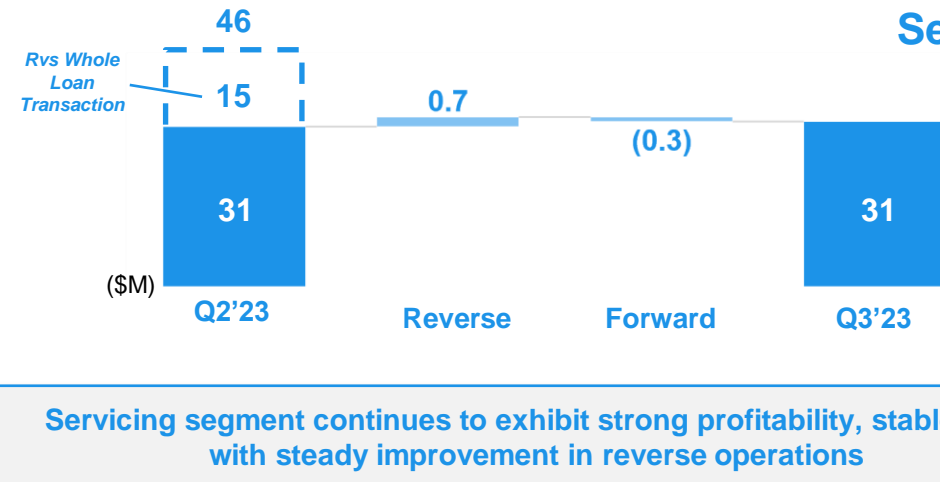 46
Rvs Whole
Loan
Transaction
15
0.7
(0.3)
31
31
($M)
Q2’23
Reverse
Forward
Q3’23
Servicing segment continues to exhibit strong profitability,
with steady improvement in reverse operations